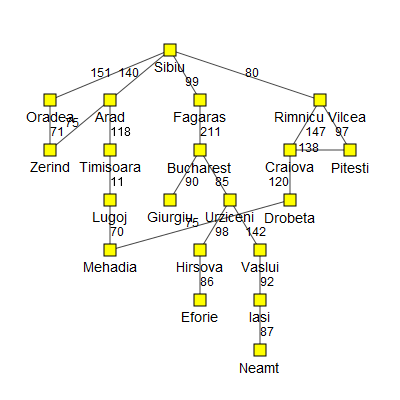 Sibiu
151
140
99
80
Oradea
Arad
Fagaras
Rimnicu Vilcea
71
75
118
211
147
97
138
Zerind
Timisoara
Bucharest
Craiova
Pitesti
11
90
85
120
Lugoj
Giurgiu
Urziceni
Drobeta
70
75
98
142
Mehadia
Hirsova
Vaslui
86
92
Eforie
Iasi
87
Neamt